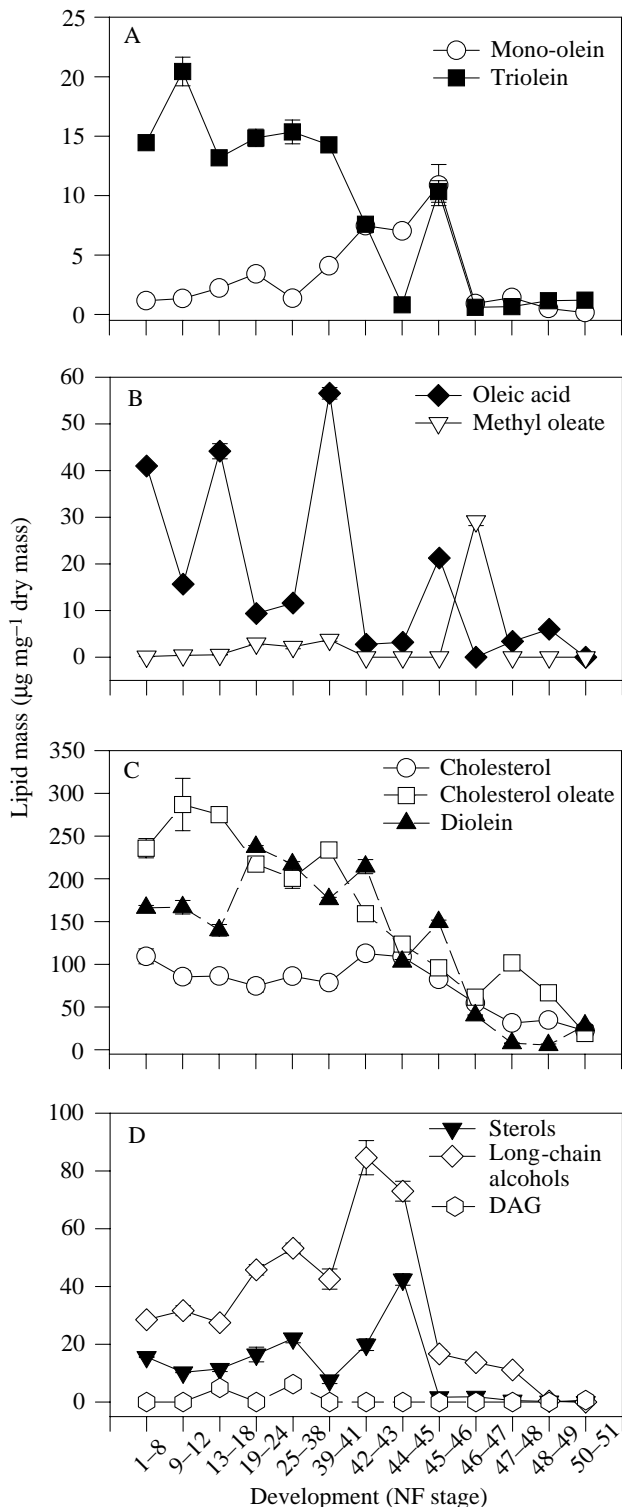 A
Mono-olein
Triolein
25
20
15
10
5
0
B
Oleic acid
Methyl oleate
60
50
40
30
20
10
0
C
Cholesterol
Cholesterol oleate
Diolein
350
300
250
200
150
100
50
0
Lipid mass (μg mg⁻¹ dry mass)
D
Sterols
Long-chain
alcohols
DAG
100
80
60
40
20
0
1–8
9–12
13–18
19–24
25–38
39–41
42–43
44–45
45–46
46–47
47–48
48–49
50–51
Development (NF stage)